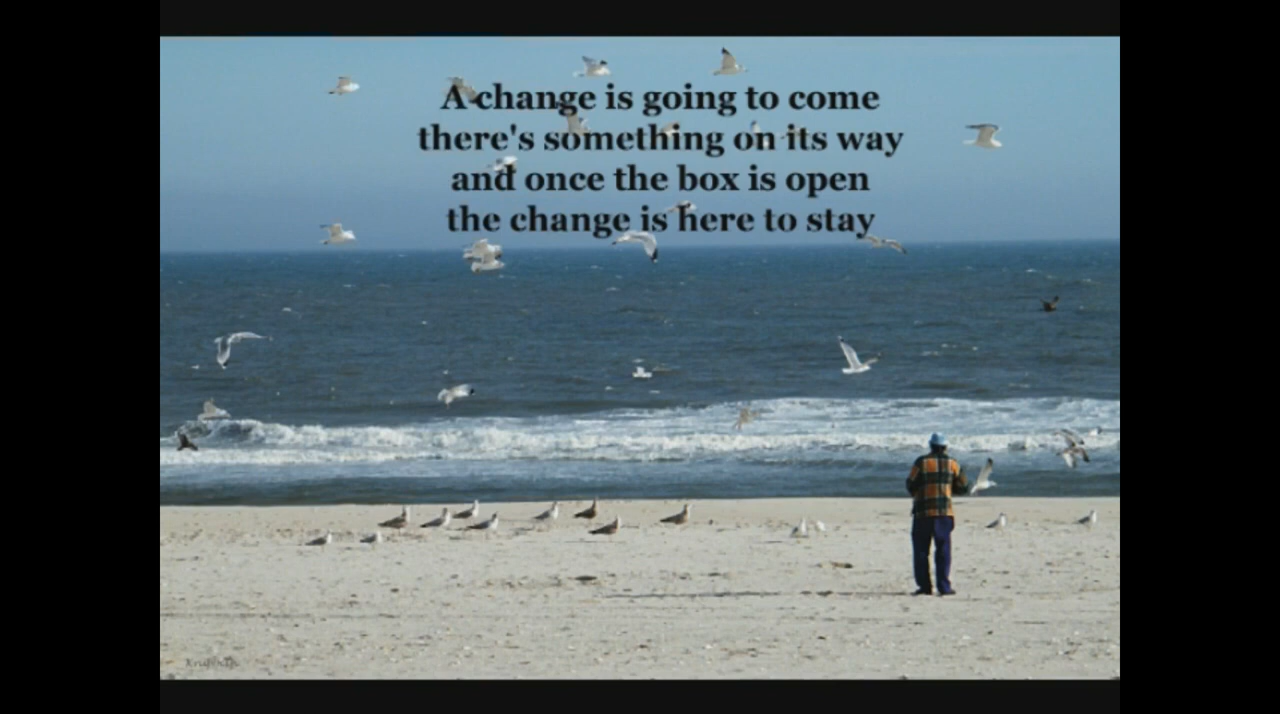 A change is going to come
there's something on its way
and once the box is open
the change is here to stay